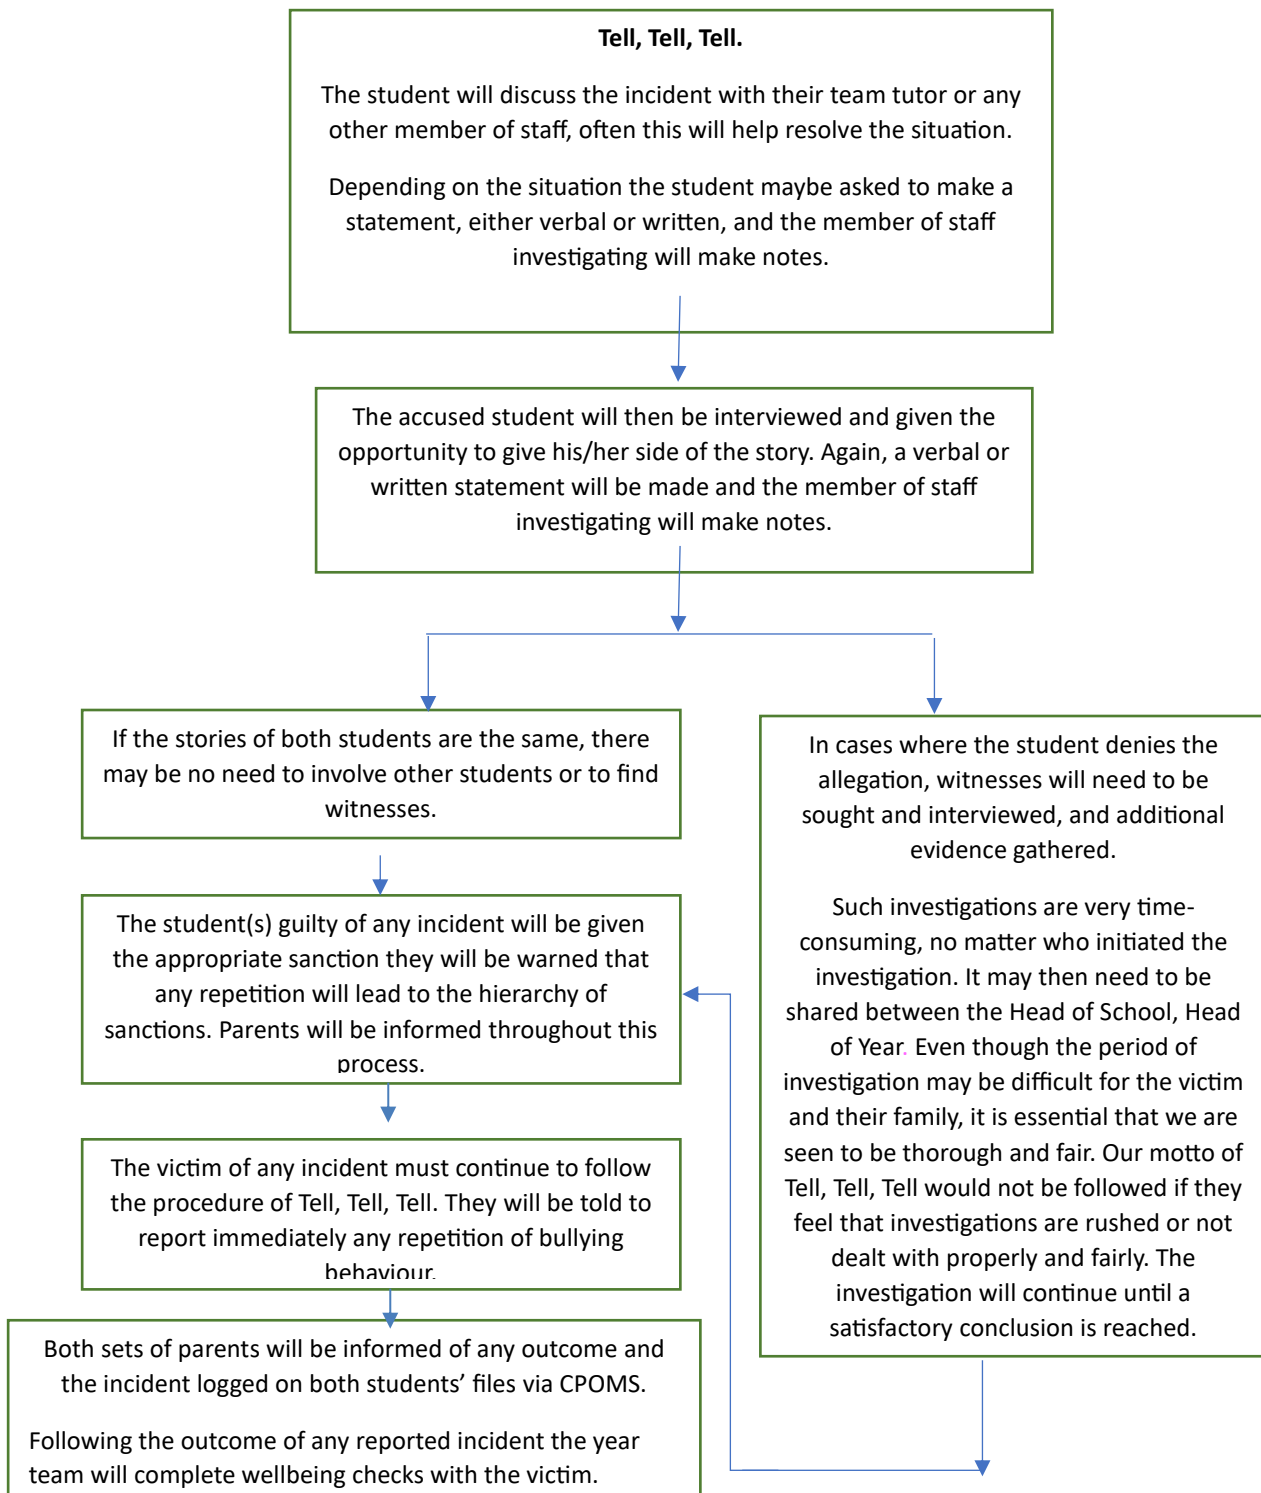 Tell, Tell, Tell.
The student will discuss the incident with their team tutor or any
other member of staff, often this will help resolve the situation.
Depending on the situation the student maybe asked to make a
statement, either verbal or written, and the member of staff
investigating will make notes.
The accused student will then be interviewed and given the
opportunity to give his/her side of the story. Again, a verbal or
written statement will be made and the member of staff
investigating will make notes.
If the stories of both students are the same, there
may be no need to involve other students or to find
witnesses.
The student(s) guilty of any incident will be given
the appropriate sanction they will be warned that
any repetition will lead to the hierarchy of
sanctions. Parents will be informed throughout this
process.
The victim of any incident must continue to follow
the procedure of Tell, Tell, Tell. They will be told to
report immediately any repetition of bullying
behaviour.
Both sets of parents will be informed of any outcome and
the incident logged on both students’ files via CPOMS.
Following the outcome of any reported incident the year
team will complete wellbeing checks with the victim.
In cases where the student denies the
allegation, witnesses will need to be
sought and interviewed, and additional
evidence gathered.
Such investigations are very time-
consuming, no matter who initiated the
investigation. It may then need to be
shared between the Head of School, Head
of Year. Even though the period of
investigation may be difficult for the victim
and their family, it is essential that we are
seen to be thorough and fair. Our motto of
Tell, Tell, Tell would not be followed if they
feel that investigations are rushed or not
dealt with properly and fairly. The
investigation will continue until a
satisfactory conclusion is reached.